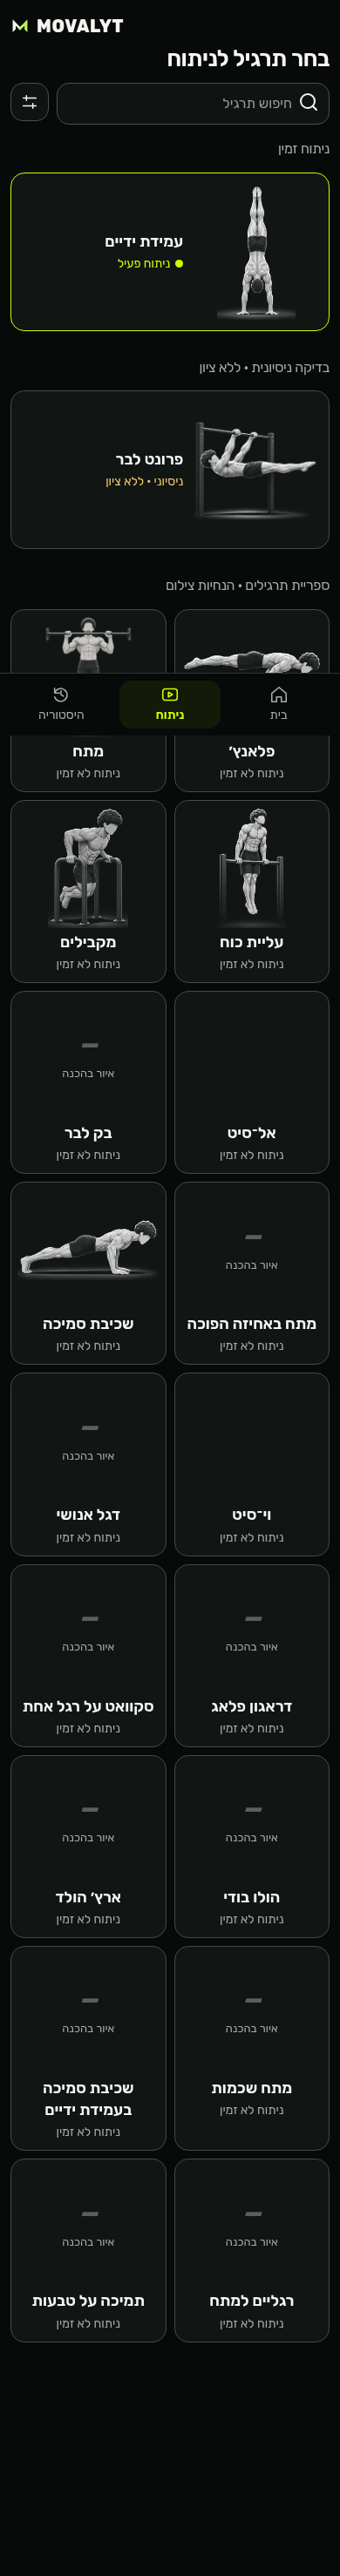 MOVALYT
בחר תרגיל לניתוח
חיפוש תרגיל
ניתוח זמין
עמידת ידיים
ניתוח פעיל
בדיקה ניסיונית • ללא ציון
פרונט לבר
ניסיוני • ללא ציון
ספריית תרגילים • הנחיות צילום
בית
ניתוח
היסטוריה
פלאנץ׳
ניתוח לא זמין
מתח
ניתוח לא זמין
עליית כוח
ניתוח לא זמין
מקבילים
ניתוח לא זמין
אל־סיט
ניתוח לא זמין
איור בהכנה
בק לבר
ניתוח לא זמין
איור בהכנה
מתח באחיזה הפוכה
ניתוח לא זמין
שכיבת סמיכה
ניתוח לא זמין
וי־סיט
ניתוח לא זמין
איור בהכנה
דגל אנושי
ניתוח לא זמין
איור בהכנה
דראגון פלאג
ניתוח לא זמין
איור בהכנה
סקוואט על רגל אחת
ניתוח לא זמין
איור בהכנה
הולו בודי
ניתוח לא זמין
איור בהכנה
ארץ׳ הולד
ניתוח לא זמין
איור בהכנה
מתח שכמות
ניתוח לא זמין
איור בהכנה
שכיבת סמיכה
בעמידת ידיים
ניתוח לא זמין
איור בהכנה
רגליים למתח
ניתוח לא זמין
איור בהכנה
תמיכה על טבעות
ניתוח לא זמין